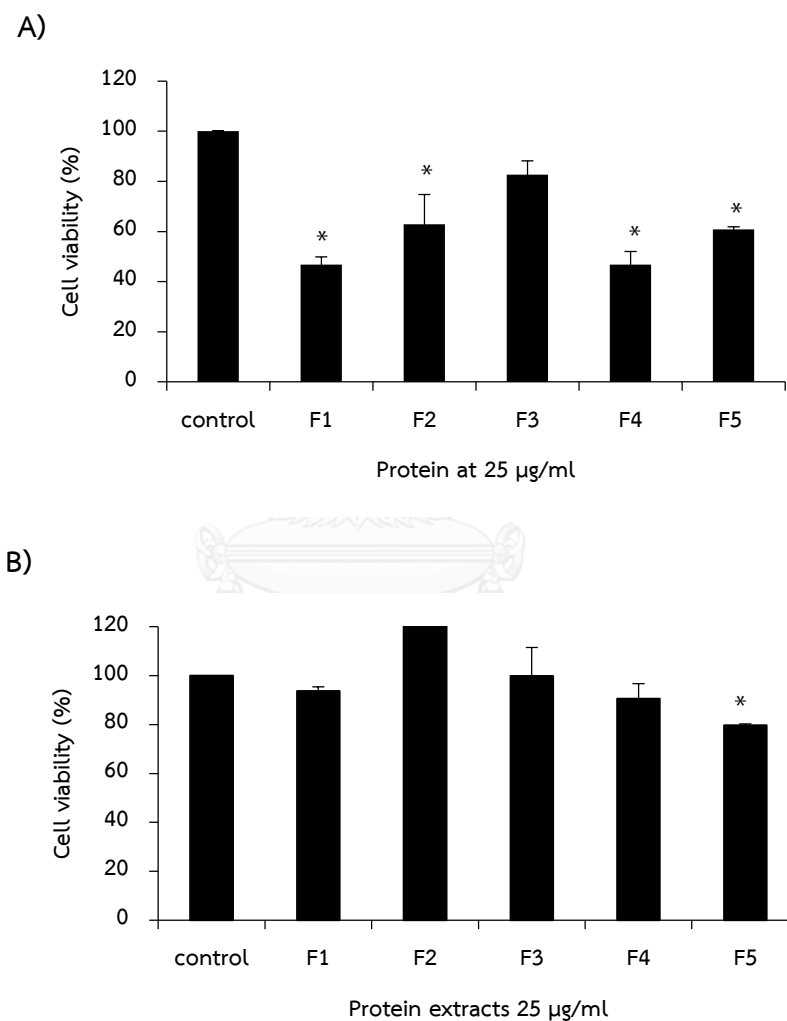 A)
120
100
80
60
40
20
0
Cell viability (%)
*
*
*
*
control F1 F2 F3 F4 F5
Protein at 25 µg/ml
B)
120
100
80
60
40
20
0
Cell viability (%)
*
control F1 F2 F3 F4 F5
Protein extracts 25 µg/ml